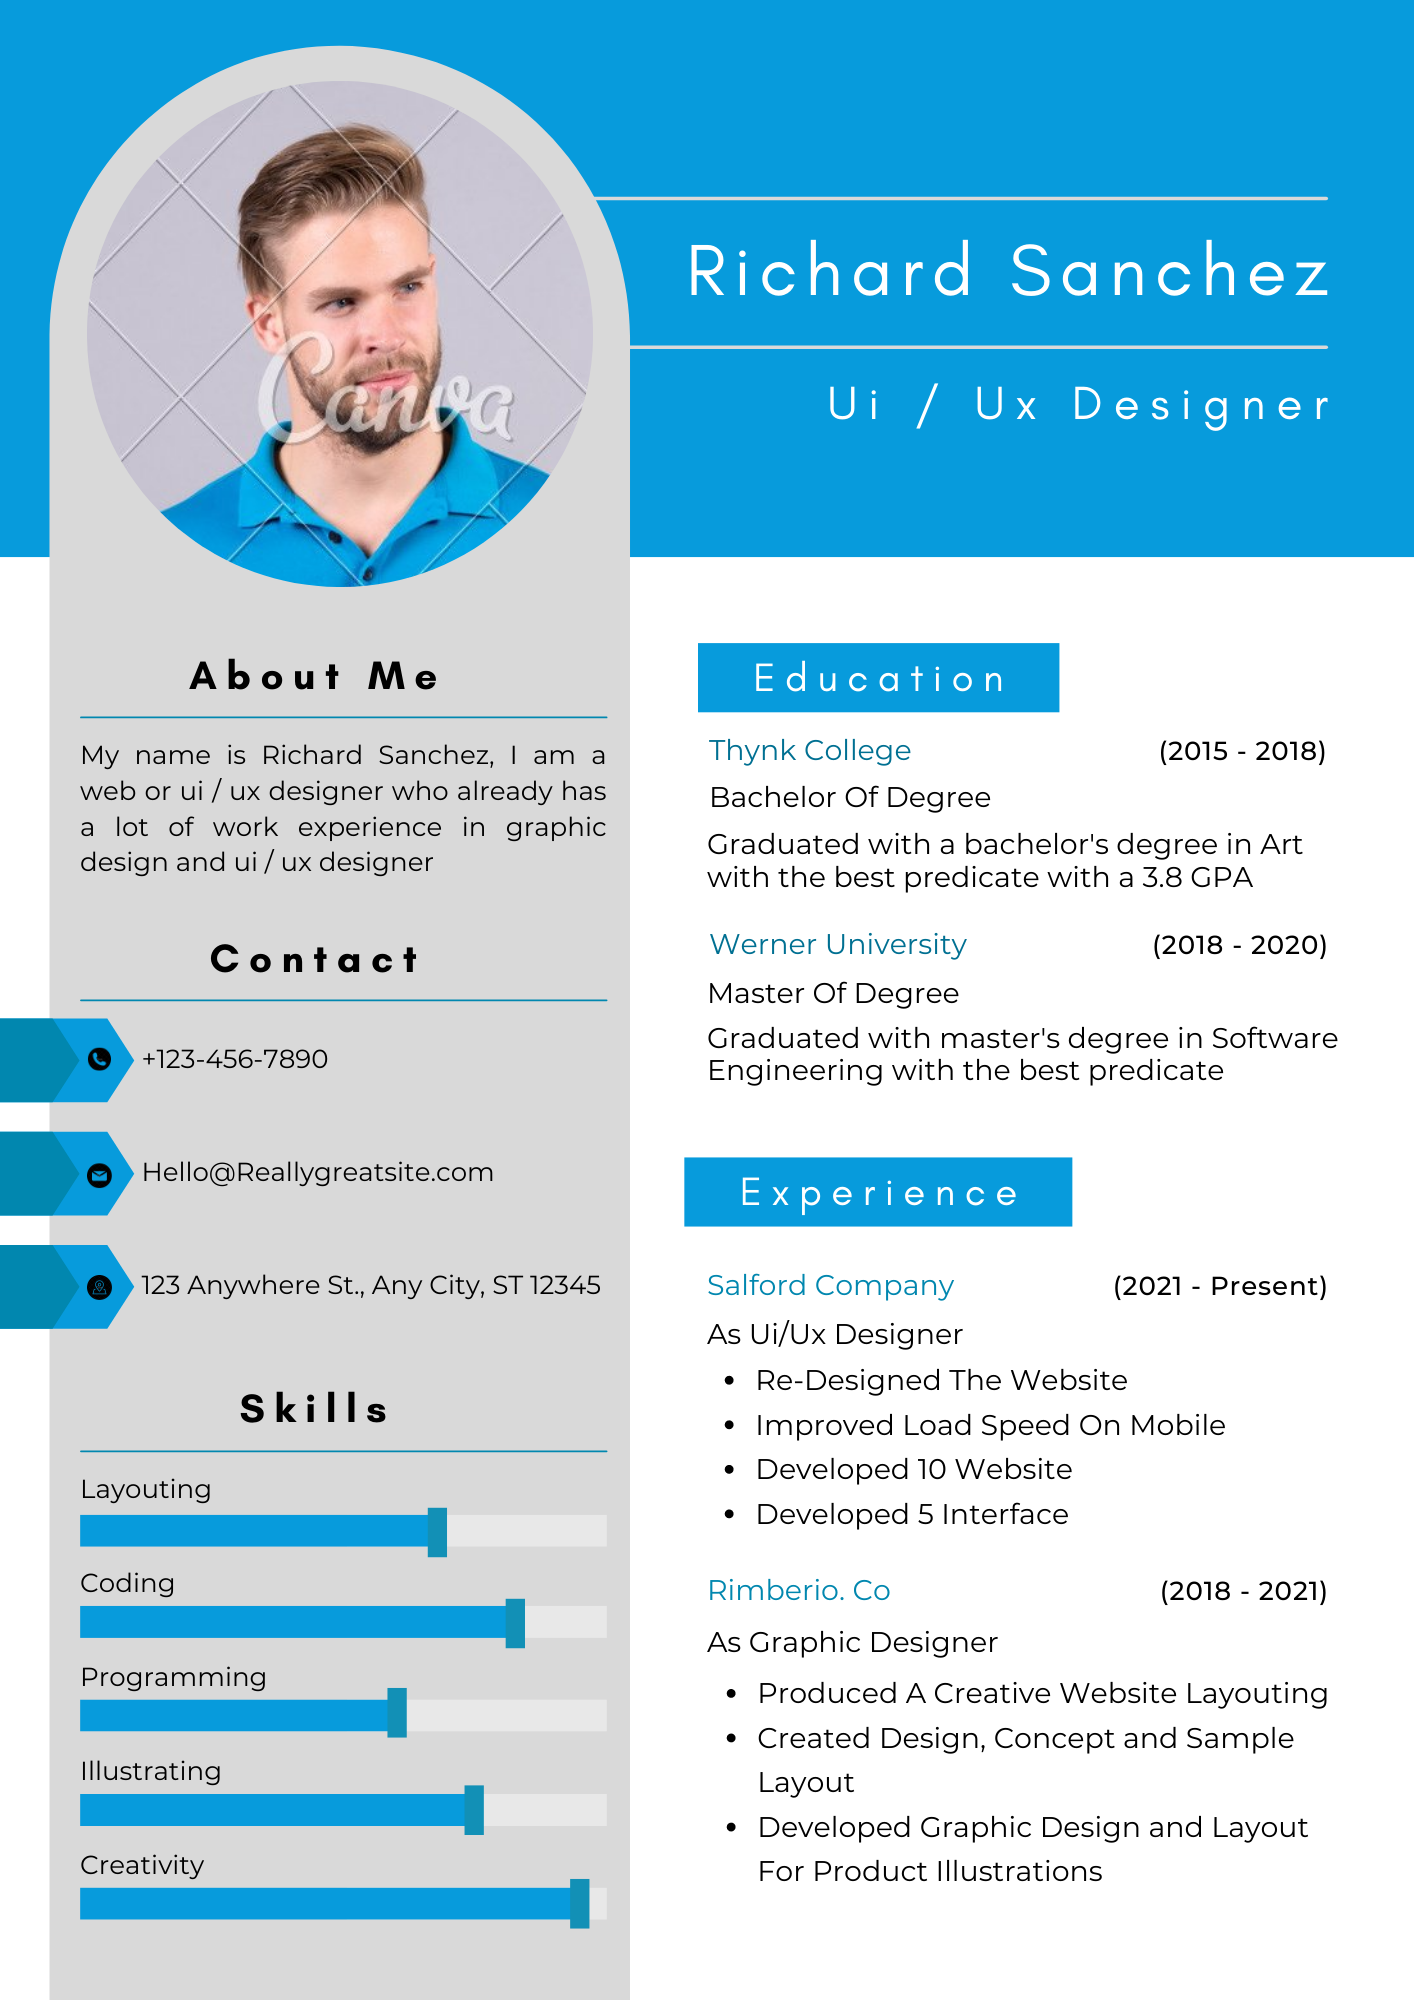 Canva
Richard Sanchez
Ui / Ux Designer
About Me
My name is Richard Sanchez, I am a
web or ui / ux designer who already has
a lot of work experience in graphic
design and ui / ux designer
Contact
+123-456-7890
Hello@Reallygreatsite.com
123 Anywhere St., Any City, ST 12345
Skills
Layouting
Coding
Programming
Illustrating
Creativity
Education
Thynk College (2015 - 2018)
Bachelor Of Degree
Graduated with a bachelor's degree in Art
with the best predicate with a 3.8 GPA
Werner University (2018 - 2020)
Master Of Degree
Graduated with master's degree in Software
Engineering with the best predicate
Experience
Salford Company (2021 - Present)
As Ui/Ux Designer
• Re-Designed The Website
• Improved Load Speed On Mobile
• Developed 10 Website
• Developed 5 Interface
Rimberio. Co (2018 - 2021)
As Graphic Designer
• Produced A Creative Website Layouting
• Created Design, Concept and Sample
Layout
• Developed Graphic Design and Layout
For Product Illustrations